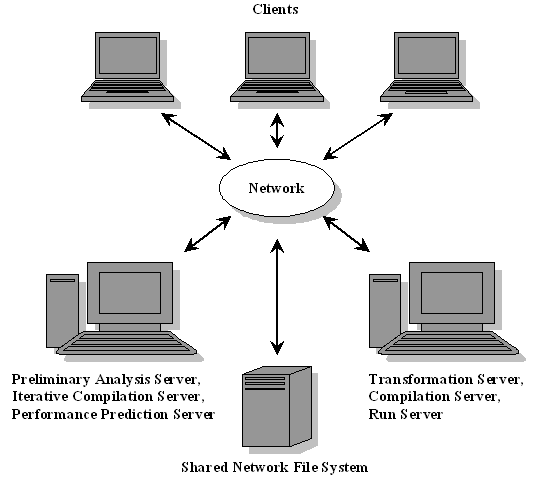 Clients
Network
Preliminary Analysis Server,
Iterative Compilation Server,
Performance Prediction Server
Transformation Server,
Compilation Server,
Run Server
Shared Network File System